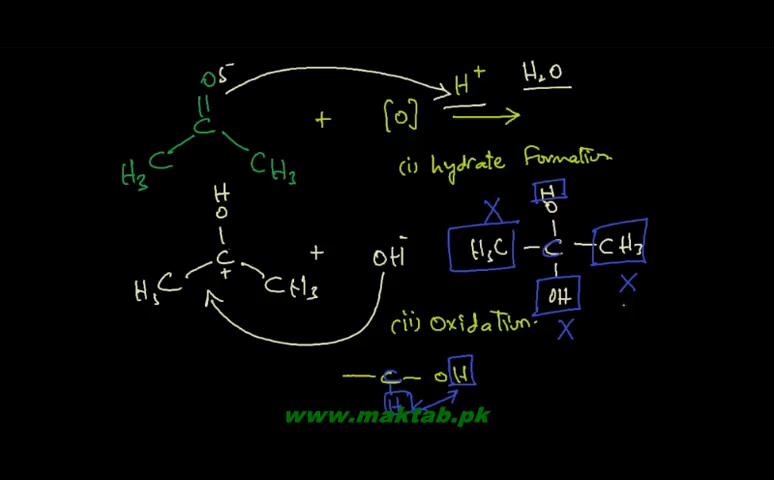 Oδ⁻ H⁺ H₂O
|| + [O] →
C
H₃C CH₃
(i) hydrate Formation
H
O
|
C + OH⁻
+
H₃C CH₃
X H
O
|
H₃C – C – CH₃
|
OH X
X
(ii) Oxidation.
— C — OH
|
H
www.maktab.pk